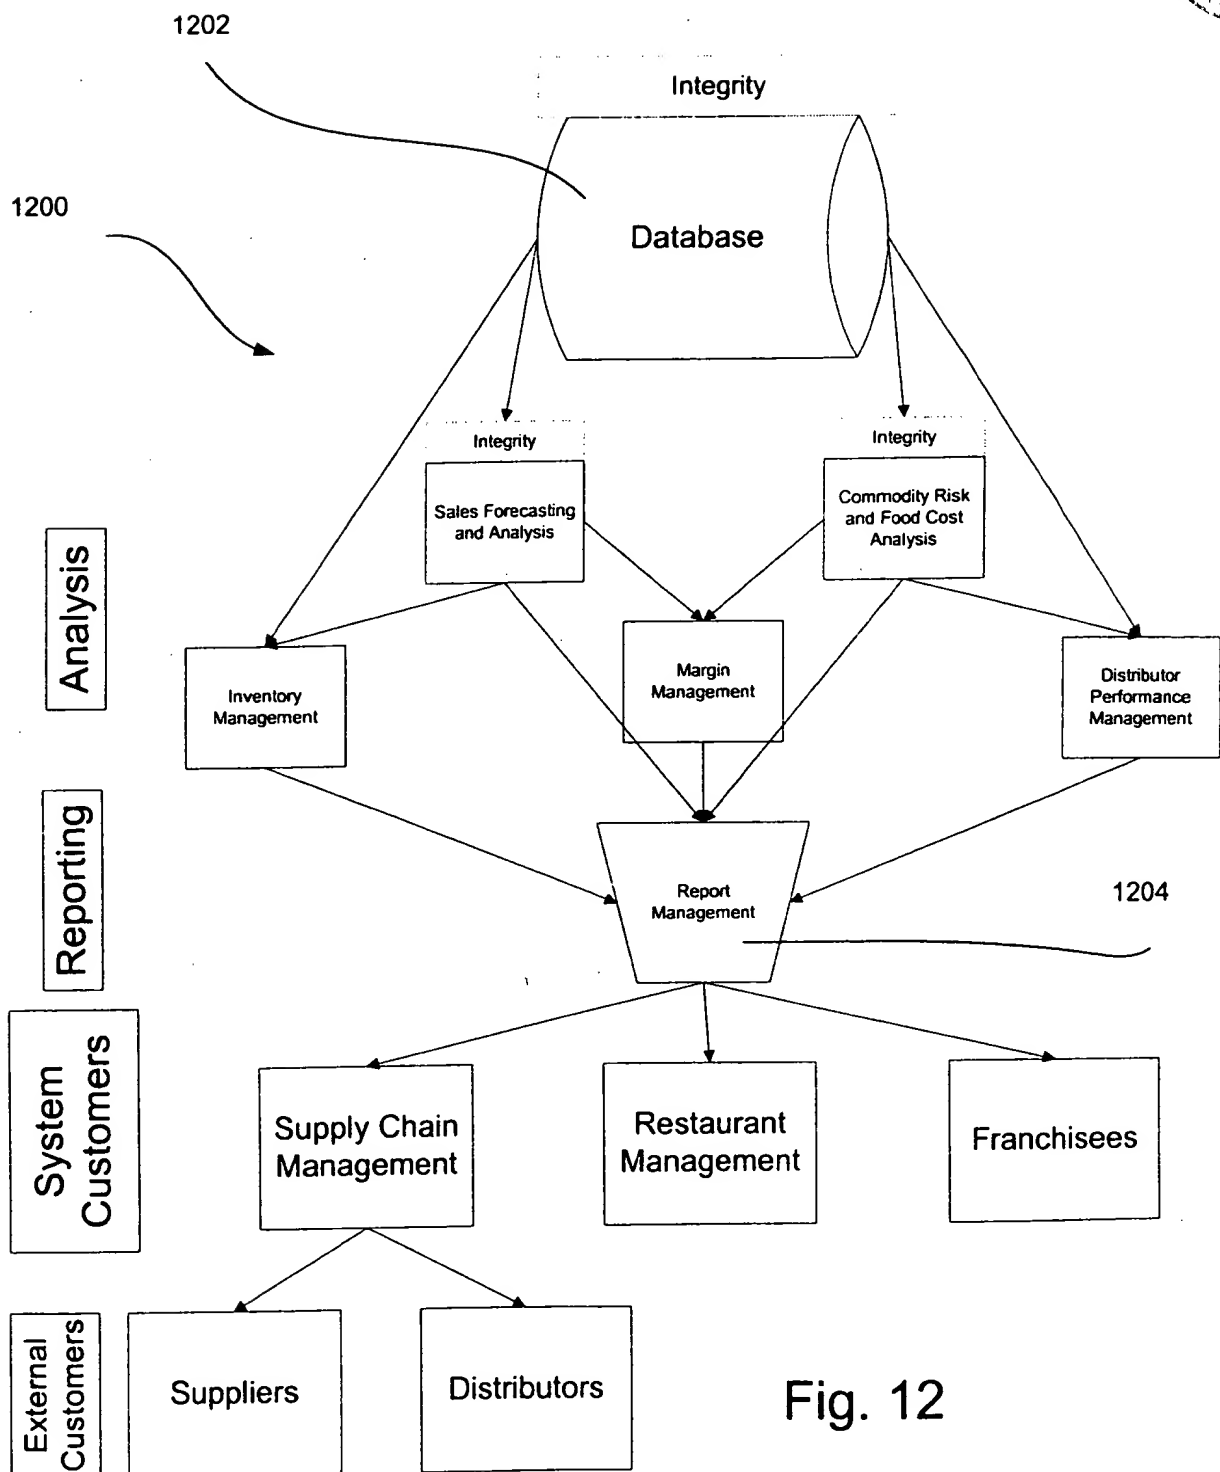 1202
Integrity
1200
Database
Integrity
Integrity
Sales Forecasting
and Analysis
Commodity Risk
and Food Cost
Analysis
Analysis
Inventory
Management
Margin
Management
Distributor
Performance
Management
Reporting
Report
Management
1204
System
Customers
Supply Chain
Management
Restaurant
Management
Franchisees
External
Customers
Suppliers
Distributors
Fig. 12